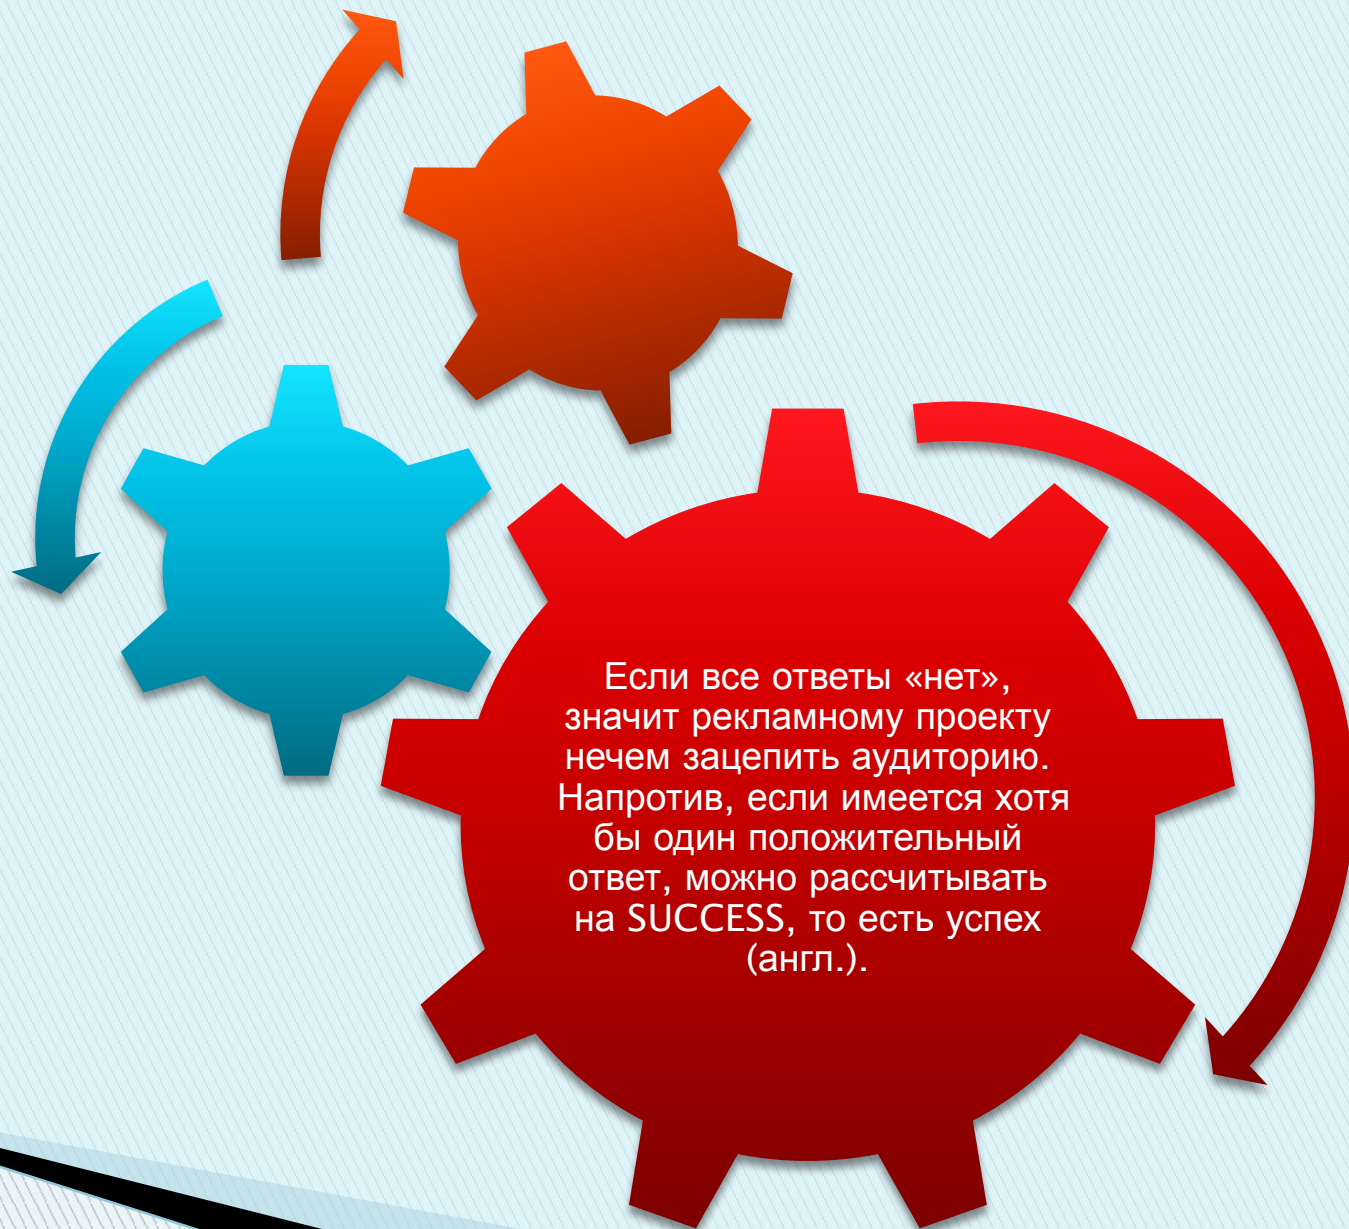 Если все ответы «нет»,
значит рекламному проекту
нечем зацепить аудиторию.
Напротив, если имеется хотя
бы один положительный
ответ, можно рассчитывать
на SUCCESS, то есть успех
(англ.).